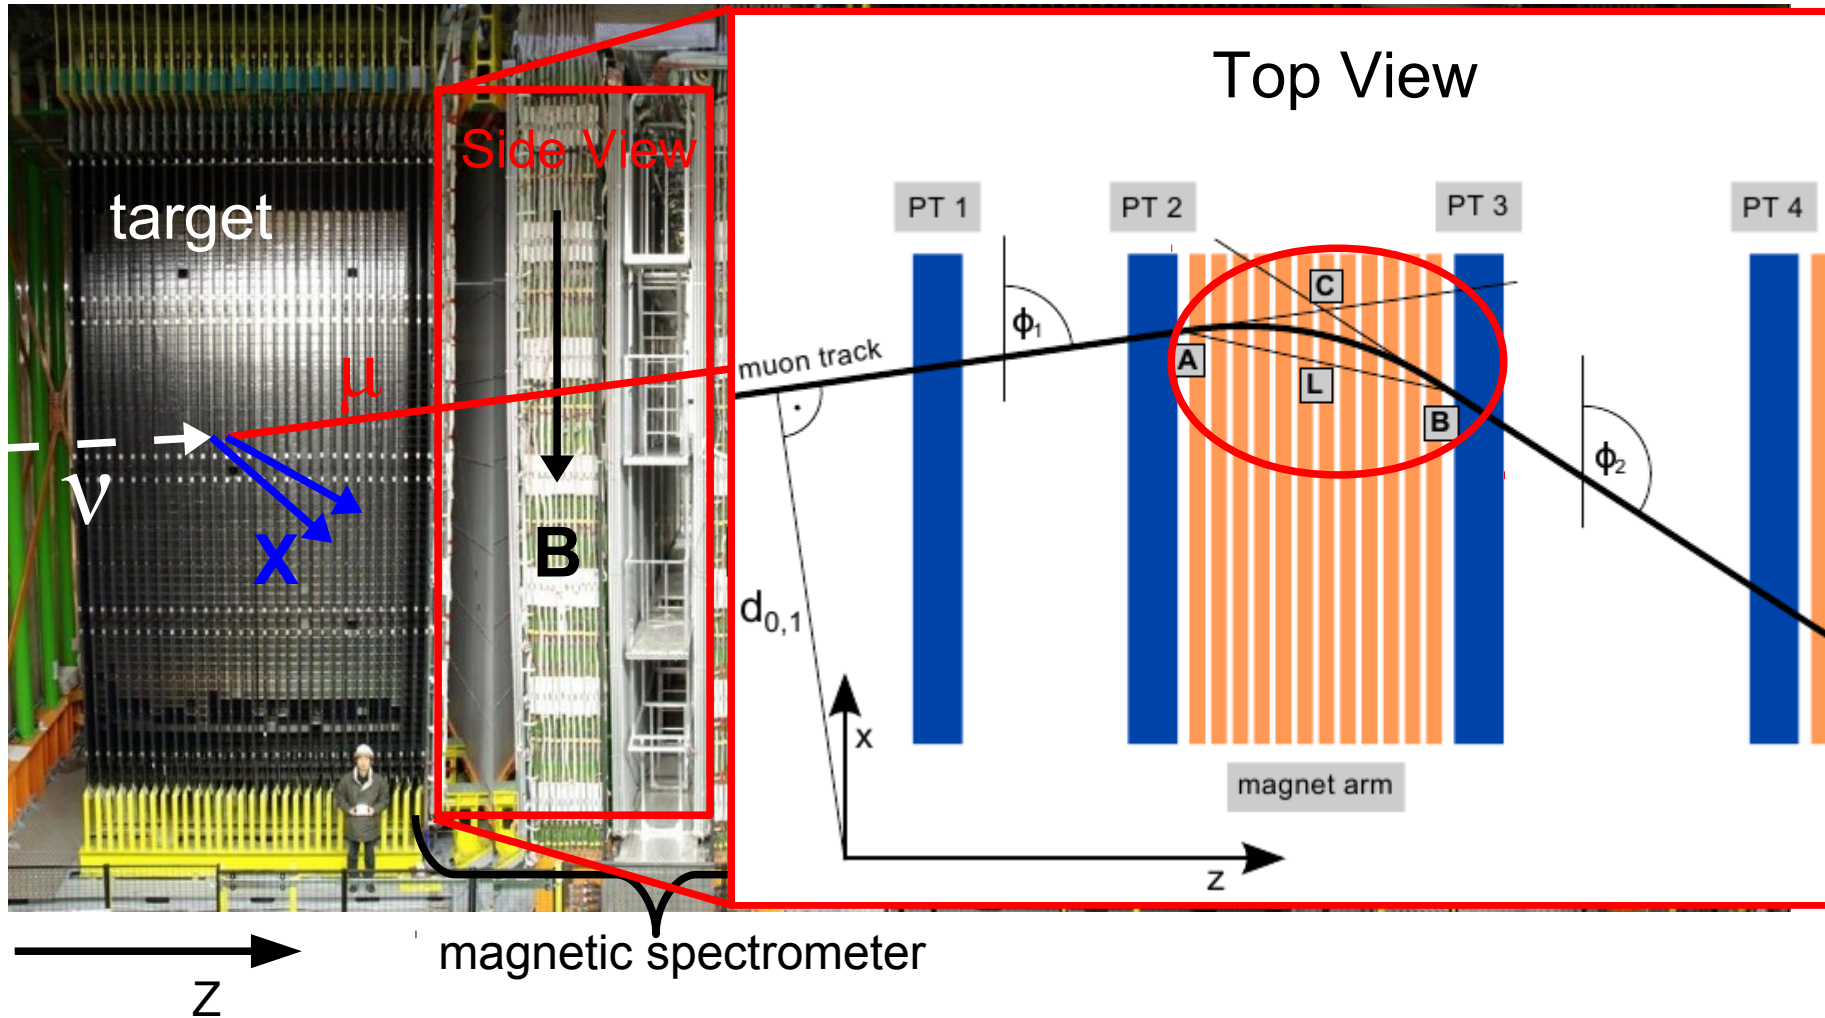 Top View
Side View
target
PT 1
PT 2
PT 3
PT 4
C
ϕ1
muon track
A
L
B
ϕ2
μ
ν
X
B
d0,1
x
z
magnet arm
magnetic spectrometer
Z